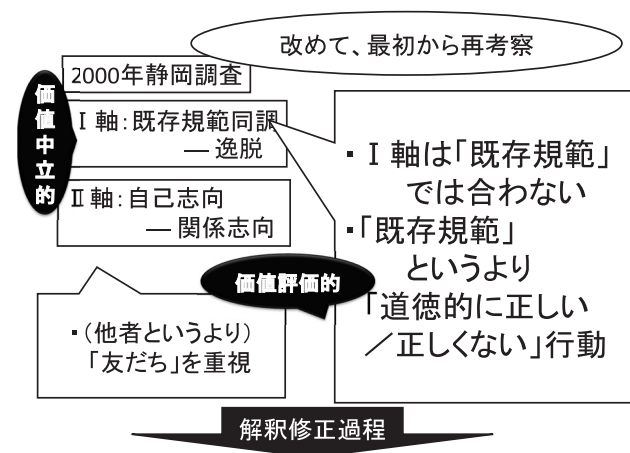 改めて、最初から再考察
2000年静岡調査
価値中立的
Ⅰ軸:既存規範同調
―逸脱
Ⅱ軸:自己志向
―関係志向
・Ⅰ軸は「既存規範」
では合わない
・「既存規範」
というより
「道徳的に正しい
／正しくない」行動
価値評価的
・(他者というより)
「友だち」を重視
解釈修正過程